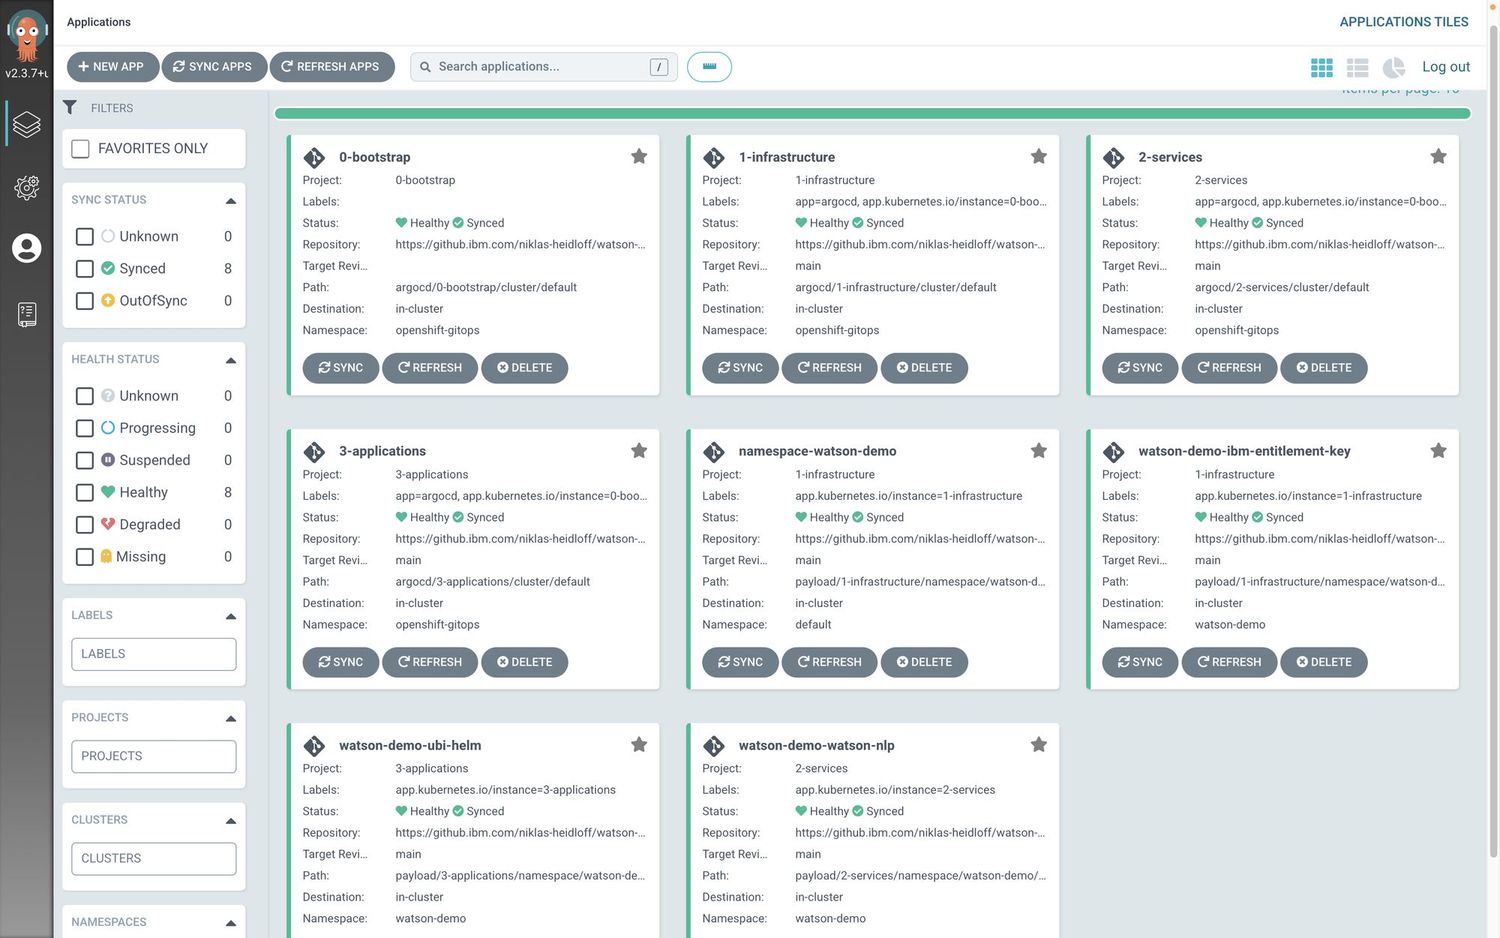 Applications
APPLICATIONS TILES
v2.3.7+
NEW APP
SYNC APPS
REFRESH APPS
Search applications...
/
Log out
Items per page: 10
FILTERS
FAVORITES ONLY
SYNC STATUS
Unknown 0
Synced 8
OutOfSync 0
HEALTH STATUS
Unknown 0
Progressing 0
Suspended 0
Healthy 8
Degraded 0
Missing 0
LABELS
LABELS
PROJECTS
PROJECTS
CLUSTERS
CLUSTERS
NAMESPACES
0-bootstrap
Project: 0-bootstrap
Labels:
Status: Healthy Synced
Repository: https://github.ibm.com/niklas-heidloff/watson-...
Target Revi...
Path: argocd/0-bootstrap/cluster/default
Destination: in-cluster
Namespace: openshift-gitops
SYNC REFRESH DELETE
1-infrastructure
Project: 1-infrastructure
Labels: app=argocd, app.kubernetes.io/instance=0-boo...
Status: Healthy Synced
Repository: https://github.ibm.com/niklas-heidloff/watson-...
Target Revi... main
Path: argocd/1-infrastructure/cluster/default
Destination: in-cluster
Namespace: openshift-gitops
SYNC REFRESH DELETE
2-services
Project: 2-services
Labels: app=argocd, app.kubernetes.io/instance=0-boo...
Status: Healthy Synced
Repository: https://github.ibm.com/niklas-heidloff/watson-...
Target Revi... main
Path: argocd/2-services/cluster/default
Destination: in-cluster
Namespace: openshift-gitops
SYNC REFRESH DELETE
3-applications
Project: 3-applications
Labels: app=argocd, app.kubernetes.io/instance=0-boo...
Status: Healthy Synced
Repository: https://github.ibm.com/niklas-heidloff/watson-...
Target Revi... main
Path: argocd/3-applications/cluster/default
Destination: in-cluster
Namespace: openshift-gitops
SYNC REFRESH DELETE
namespace-watson-demo
Project: 1-infrastructure
Labels: app.kubernetes.io/instance=1-infrastructure
Status: Healthy Synced
Repository: https://github.ibm.com/niklas-heidloff/watson-...
Target Revi... main
Path: payload/1-infrastructure/namespace/watson-d...
Destination: in-cluster
Namespace: default
SYNC REFRESH DELETE
watson-demo-ibm-entitlement-key
Project: 1-infrastructure
Labels: app.kubernetes.io/instance=1-infrastructure
Status: Healthy Synced
Repository: https://github.ibm.com/niklas-heidloff/watson-...
Target Revi... main
Path: payload/1-infrastructure/namespace/watson-d...
Destination: in-cluster
Namespace: watson-demo
SYNC REFRESH DELETE
watson-demo-ubi-helm
Project: 3-applications
Labels: app.kubernetes.io/instance=3-applications
Status: Healthy Synced
Repository: https://github.ibm.com/niklas-heidloff/watson-...
Target Revi... main
Path: payload/3-applications/namespace/watson-de...
Destination: in-cluster
Namespace: watson-demo
watson-demo-watson-nlp
Project: 2-services
Labels: app.kubernetes.io/instance=2-services
Status: Healthy Synced
Repository: https://github.ibm.com/niklas-heidloff/watson-...
Target Revi... main
Path: payload/2-services/namespace/watson-demo/...
Destination: in-cluster
Namespace: watson-demo